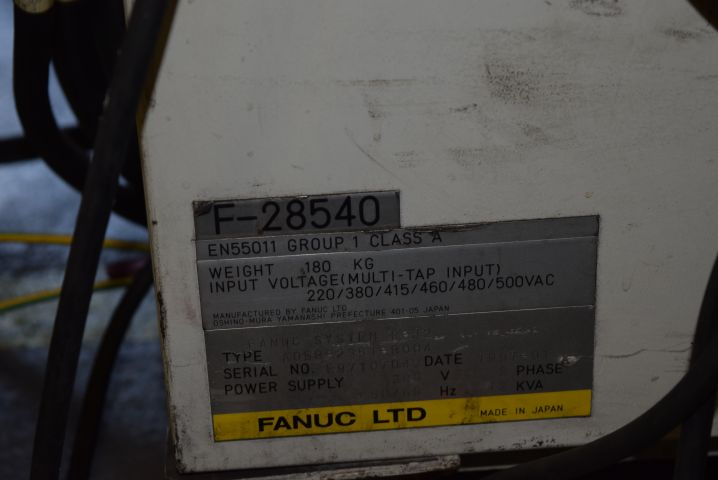 F-28540
EN55011 GROUP 1 CLASS A
WEIGHT 180 KG
INPUT VOLTAGE(MULTI-TAP INPUT)
220/380/415/460/480/500VAC
MANUFACTURED BY FANUC LTD
OSHINO-MURA YAMANASHI PREFECTURE 401-05 JAPAN
FANUC SYSTEM
TYPE
SERIAL NO. DATE
POWER SUPPLY V PHASE
Hz KVA
FANUC LTD MADE IN JAPAN